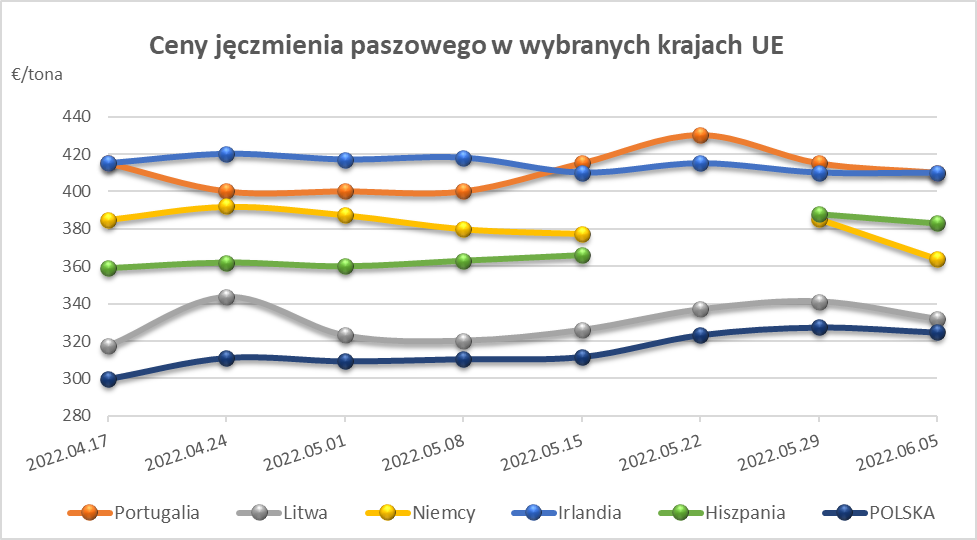 Ceny jęczmienia paszowego w wybranych krajach UE
€/tona
440
420
400
380
360
340
320
300
280
2022.04.17 2022.04.24 2022.05.01 2022.05.08 2022.05.15 2022.05.22 2022.05.29 2022.06.05
Portugalia Litwa Niemcy Irlandia Hiszpania POLSKA